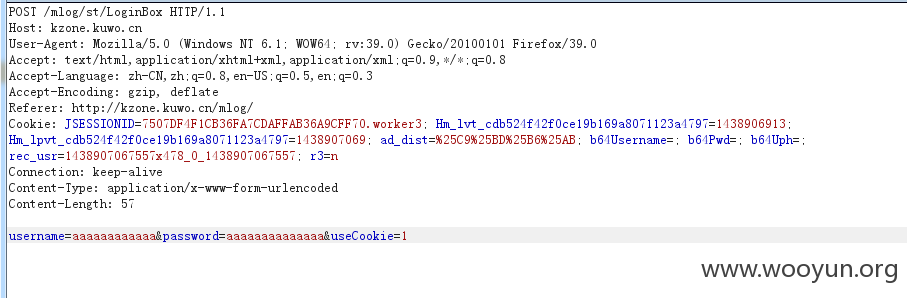 POST /mlog/st/LoginBox HTTP/1.1
Host: kzone.kuwo.cn
User-Agent: Mozilla/5.0 (Windows NT 6.1; WOW64; rv:39.0) Gecko/20100101 Firefox/39.0
Accept: text/html,application/xhtml+xml,application/xml;q=0.9,*/*;q=0.8
Accept-Language: zh-CN,zh;q=0.8,en-US;q=0.5,en;q=0.3
Accept-Encoding: gzip, deflate
Referer: http://kzone.kuwo.cn/mlog/
Cookie: JSESSIONID=7507DF4F1CB36FA7CDAFFAB36A9CFF70.worker3; Hm_lvt_cdb524f42f0ce19b169a8071123a4797=1438906913;
Hm_lpvt_cdb524f42f0ce19b169a8071123a4797=1438907069; ad_dist=%25C9%25BD%25B6%25AB; b64Username=; b64Pwd=; b64Uph=;
rec_usr=1438907067557x478_0_1438907067557; r3=n
Connection: keep-alive
Content-Type: application/x-www-form-urlencoded
Content-Length: 57
username=aaaaaaaaaaaa&password=aaaaaaaaaaaaaa&useCookie=1
www.wooyun.org